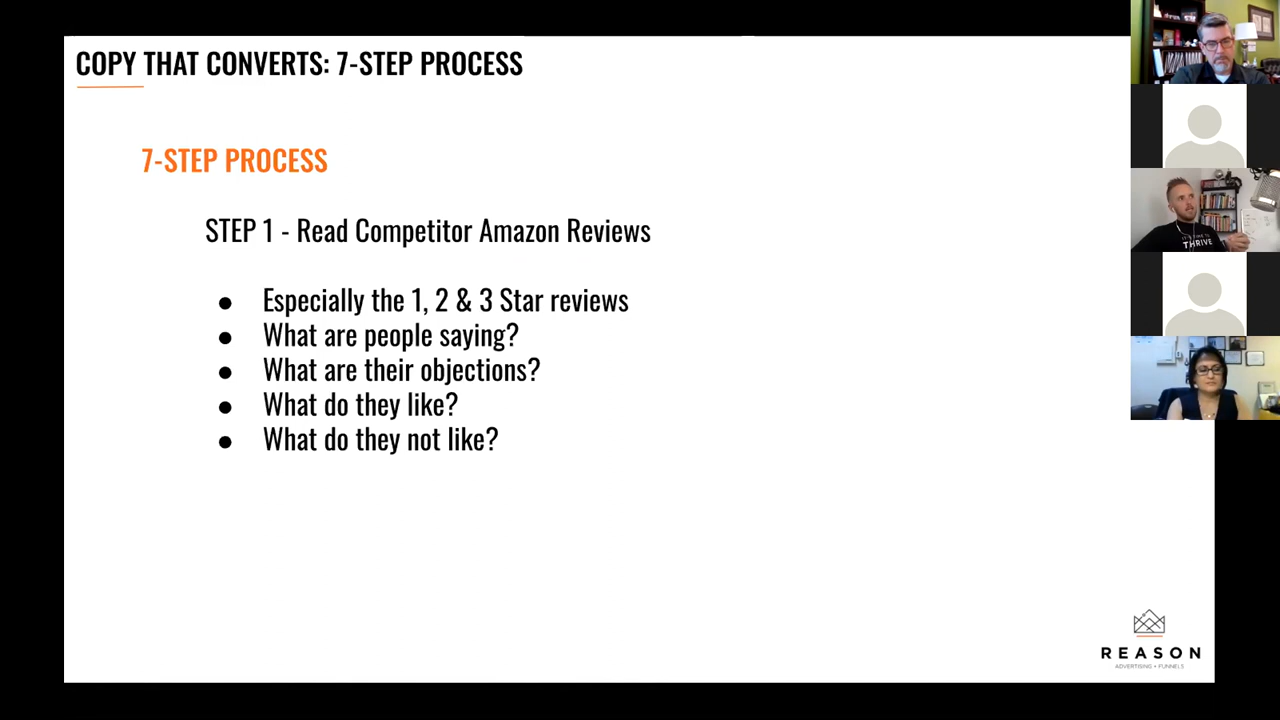 COPY THAT CONVERTS: 7-STEP PROCESS
7-STEP PROCESS
STEP 1 - Read Competitor Amazon Reviews
● Especially the 1, 2 & 3 Star reviews
● What are people saying?
● What are their objections?
● What do they like?
● What do they not like?
THRIVE
REASON
ADVERTISING + FUNNELS